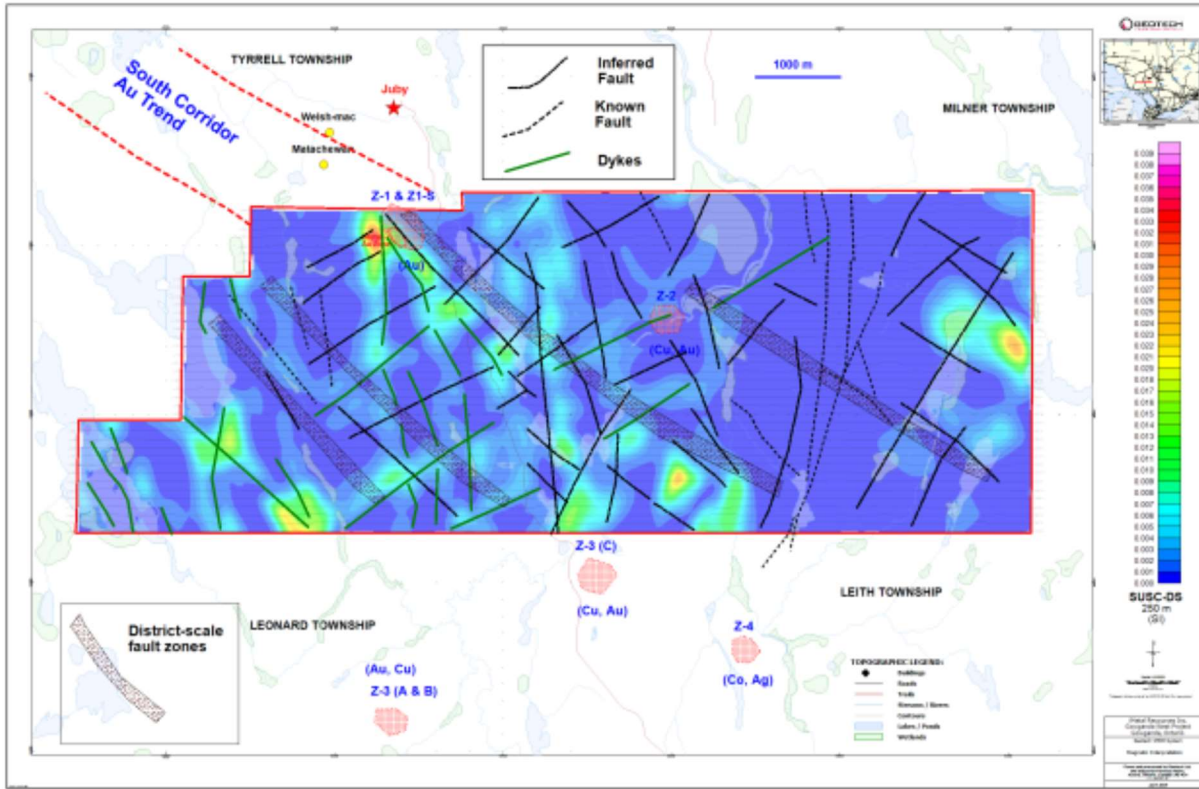 GEOTECH
TYRRELL TOWNSHIP
South Corridor
Au Trend
Juby
Welsh-mac
Matachewan
Inferred
Fault
Known
Fault
Dykes
1000 m
MILNER TOWNSHIP
Z-1 & Z1-S
(Au)
Z-2
(Cu, Au)
0.039
0.038
0.037
0.036
0.035
0.034
0.033
0.032
0.031
0.030
0.029
0.028
0.027
0.026
0.025
0.024
0.023
0.022
0.021
0.020
0.019
0.018
0.017
0.016
0.015
0.014
0.013
0.012
0.011
0.010
0.009
0.008
0.007
0.006
0.005
0.004
0.003
0.002
0.001
0.000
SUSC-DS
250 m
(SI)
Z-3 (C)
(Cu, Au)
LEITH TOWNSHIP
LEONARD TOWNSHIP
Z-4
(Co, Ag)
(Au, Cu)
Z-3 (A & B)
District-scale
fault zones
TOPOGRAPHIC LEGEND:
Buildings
Roads
Trails
Streams / Rivers
Contours
Lakes / Ponds
Wetlands